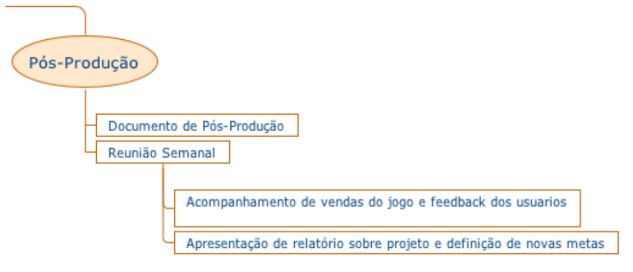 Pós-Produção
Documento de Pós-Produção
Reunião Semanal
Acompanhamento de vendas do jogo e feedback dos usuarios
Apresentação de relatório sobre projeto e definição de novas metas